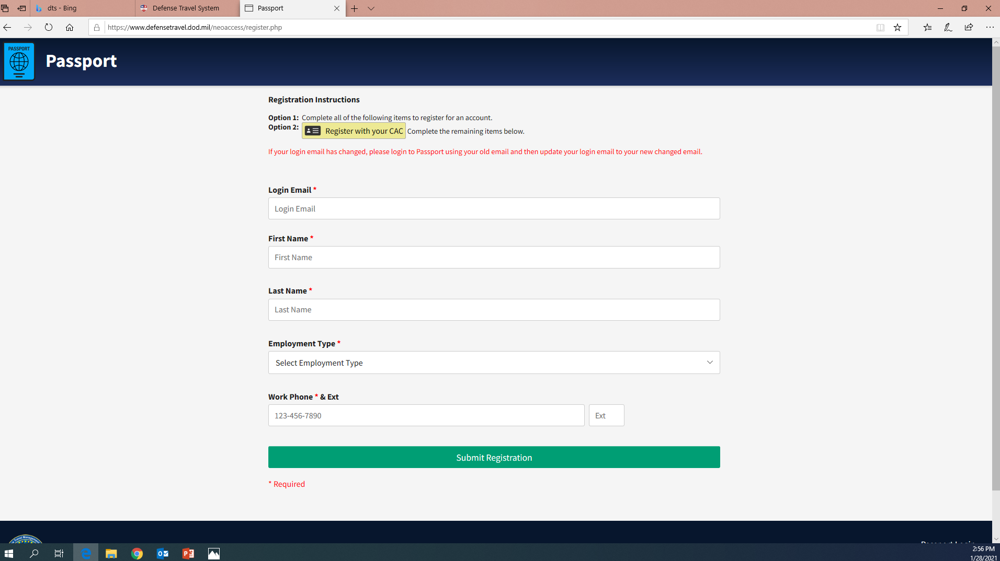 dts - Bing
Defense Travel System
Passport
https://www.defensetravel.dod.mil/neoaccess/register.php
PASSPORT
Passport
Registration Instructions
Option 1: Complete all of the following items to register for an account.
Option 2: Register with your CAC Complete the remaining items below.
If your login email has changed, please login to Passport using your old email and then update your login email to your new changed email.
Login Email *
Login Email
First Name *
First Name
Last Name *
Last Name
Employment Type *
Select Employment Type
Work Phone * & Ext
123-456-7890 Ext
Submit Registration
* Required
Travel Management
2:56 PM
1/28/2021